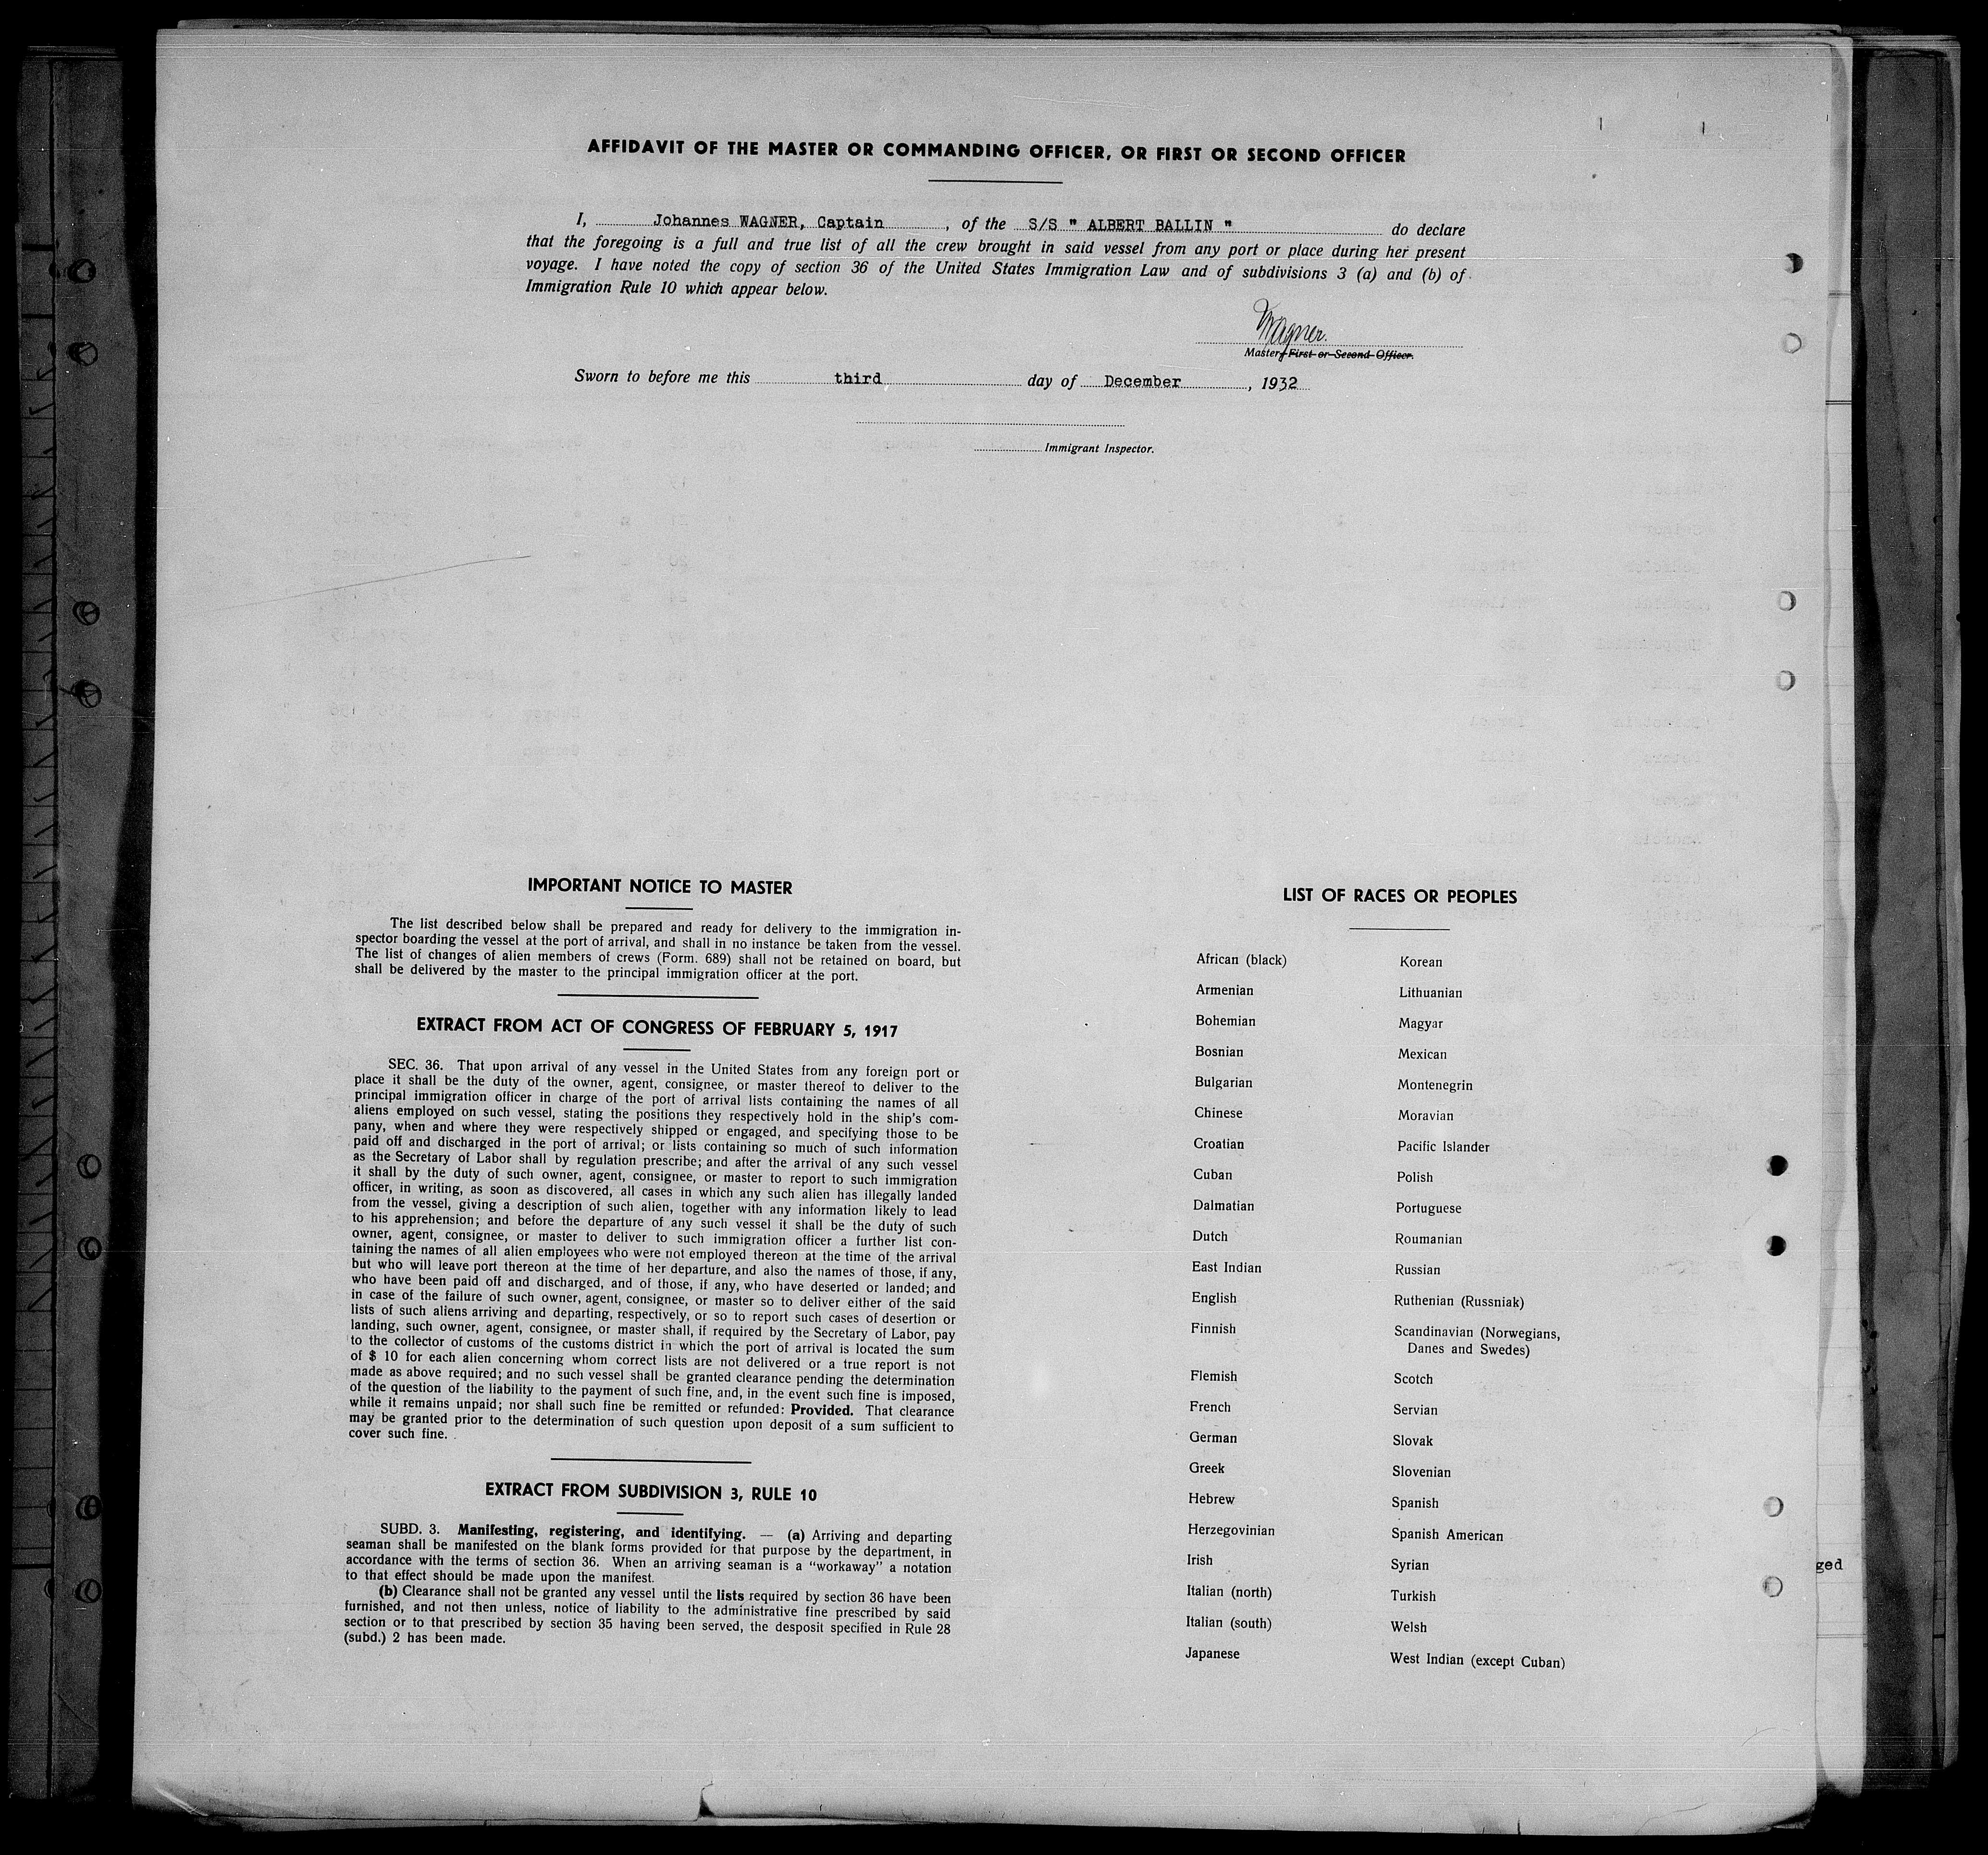 AFFIDAVIT OF THE MASTER OR COMMANDING OFFICER, OR FIRST OR SECOND OFFICER
I, Johannes WAGNER, Captain , of the S/S " ALBERT BALLIN " do declare
that the foregoing is a full and true list of all the crew brought in said vessel from any port or place during her present
voyage. I have noted the copy of section 36 of the United States Immigration Law and of subdivisions 3 (a) and (b) of
Immigration Rule 10 which appear below.
Wagner.
Master, First or Second Officer.
Sworn to before me this third day of December , 1932
Immigrant Inspector.
IMPORTANT NOTICE TO MASTER
The list described below shall be prepared and ready for delivery to the immigration in-
spector boarding the vessel at the port of arrival, and shall in no instance be taken from the vessel.
The list of changes of alien members of crews (Form. 689) shall not be retained on board, but
shall be delivered by the master to the principal immigration officer at the port.
EXTRACT FROM ACT OF CONGRESS OF FEBRUARY 5, 1917
SEC. 36. That upon arrival of any vessel in the United States from any foreign port or
place it shall be the duty of the owner, agent, consignee, or master thereof to deliver to the
principal immigration officer in charge of the port of arrival lists containing the names of all
aliens employed on such vessel, stating the positions they respectively hold in the ship's com-
pany, when and where they were respectively shipped or engaged, and specifying those to be
paid off and discharged in the port of arrival; or lists containing so much of such information
as the Secretary of Labor shall by regulation prescribe; and after the arrival of any such vessel
it shall by the duty of such owner, agent, consignee, or master to report to such immigration
officer, in writing, as soon as discovered, all cases in which any such alien has illegally landed
from the vessel, giving a description of such alien, together with any information likely to lead
to his apprehension; and before the departure of any such vessel it shall be the duty of such
owner, agent, consignee, or master to deliver to such immigration officer a further list con-
taining the names of all alien employees who were not employed thereon at the time of the arrival
but who will leave port thereon at the time of her departure, and also the names of those, if any,
who have been paid off and discharged, and of those, if any, who have deserted or landed; and
in case of the failure of such owner, agent, consignee, or master so to deliver either of the said
lists of such aliens arriving and departing, respectively, or so to report such cases of desertion or
landing, such owner, agent, consignee, or master shall, if required by the Secretary of Labor, pay
to the collector of customs of the customs district in which the port of arrival is located the sum
of $ 10 for each alien concerning whom correct lists are not delivered or a true report is not
made as above required; and no such vessel shall be granted clearance pending the determination
of the question of the liability to the payment of such fine, and, in the event such fine is imposed,
while it remains unpaid; nor shall such fine be remitted or refunded: Provided. That clearance
may be granted prior to the determination of such question upon deposit of a sum sufficient to
cover such fine.
EXTRACT FROM SUBDIVISION 3, RULE 10
SUBD. 3. Manifesting, registering, and identifying. — (a) Arriving and departing
seaman shall be manifested on the blank forms provided for that purpose by the department, in
accordance with the terms of section 36. When an arriving seaman is a "workaway" a notation
to that effect should be made upon the manifest.
(b) Clearance shall not be granted any vessel until the lists required by section 36 have been
furnished, and not then unless, notice of liability to the administrative fine prescribed by said
section or to that prescribed by section 35 having been served, the desposit specified in Rule 28
(subd.) 2 has been made.
LIST OF RACES OR PEOPLES
African (black)
Armenian
Bohemian
Bosnian
Bulgarian
Chinese
Croatian
Cuban
Dalmatian
Dutch
East Indian
English
Finnish
Flemish
French
German
Greek
Hebrew
Herzegovinian
Irish
Italian (north)
Italian (south)
Japanese
Korean
Lithuanian
Magyar
Mexican
Montenegrin
Moravian
Pacific Islander
Polish
Portuguese
Roumanian
Russian
Ruthenian (Russniak)
Scandinavian (Norwegians,
Danes and Swedes)
Scotch
Servian
Slovak
Slovenian
Spanish
Spanish American
Syrian
Turkish
Welsh
West Indian (except Cuban)
ged